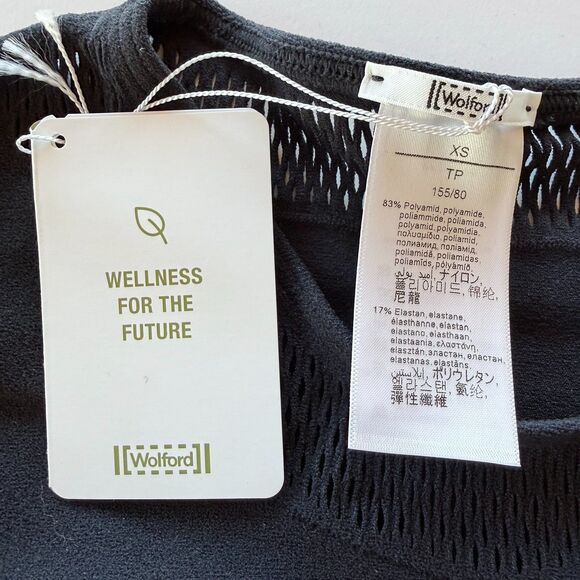 WELLNESS
FOR THE
FUTURE
Wolford
Wolford
XS
TP
155/80
83% Polyamid, polyamide,
poliammide, poliamida,
polyamid, polyamidia,
πολυαμίδιο, poliamid,
полиамид, поліамід,
poliamidas, poliamidă,
poliamīds, polyamid,
ナイロン,
폴리아미드, 锦纶,
尼龍
17% Elastan, elastane,
élasthanne, elastan,
elastano, elasthaan,
elastaania, ελαστάνη,
elasztán, эластан, еластан,
elastanas, elastāns,
ポリウレタン,
엘라스탄, 氨纶,
彈性纖維